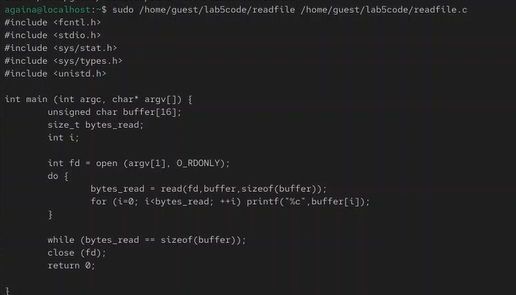 againa@localhost:~$ sudo /home/guest/lab5code/readfile /home/guest/lab5code/readfile.c
#include <fcntl.h>
#include <stdio.h>
#include <sys/stat.h>
#include <sys/types.h>
#include <unistd.h>

int main (int argc, char* argv[]) {
        unsigned char buffer[16];
        size_t bytes_read;
        int i;

        int fd = open (argv[1], O_RDONLY);
        do {
                bytes_read = read(fd,buffer,sizeof(buffer));
                for (i=0; i<bytes_read; ++i) printf("%c",buffer[i]);
        }

        while (bytes_read == sizeof(buffer));
        close (fd);
        return 0;

}